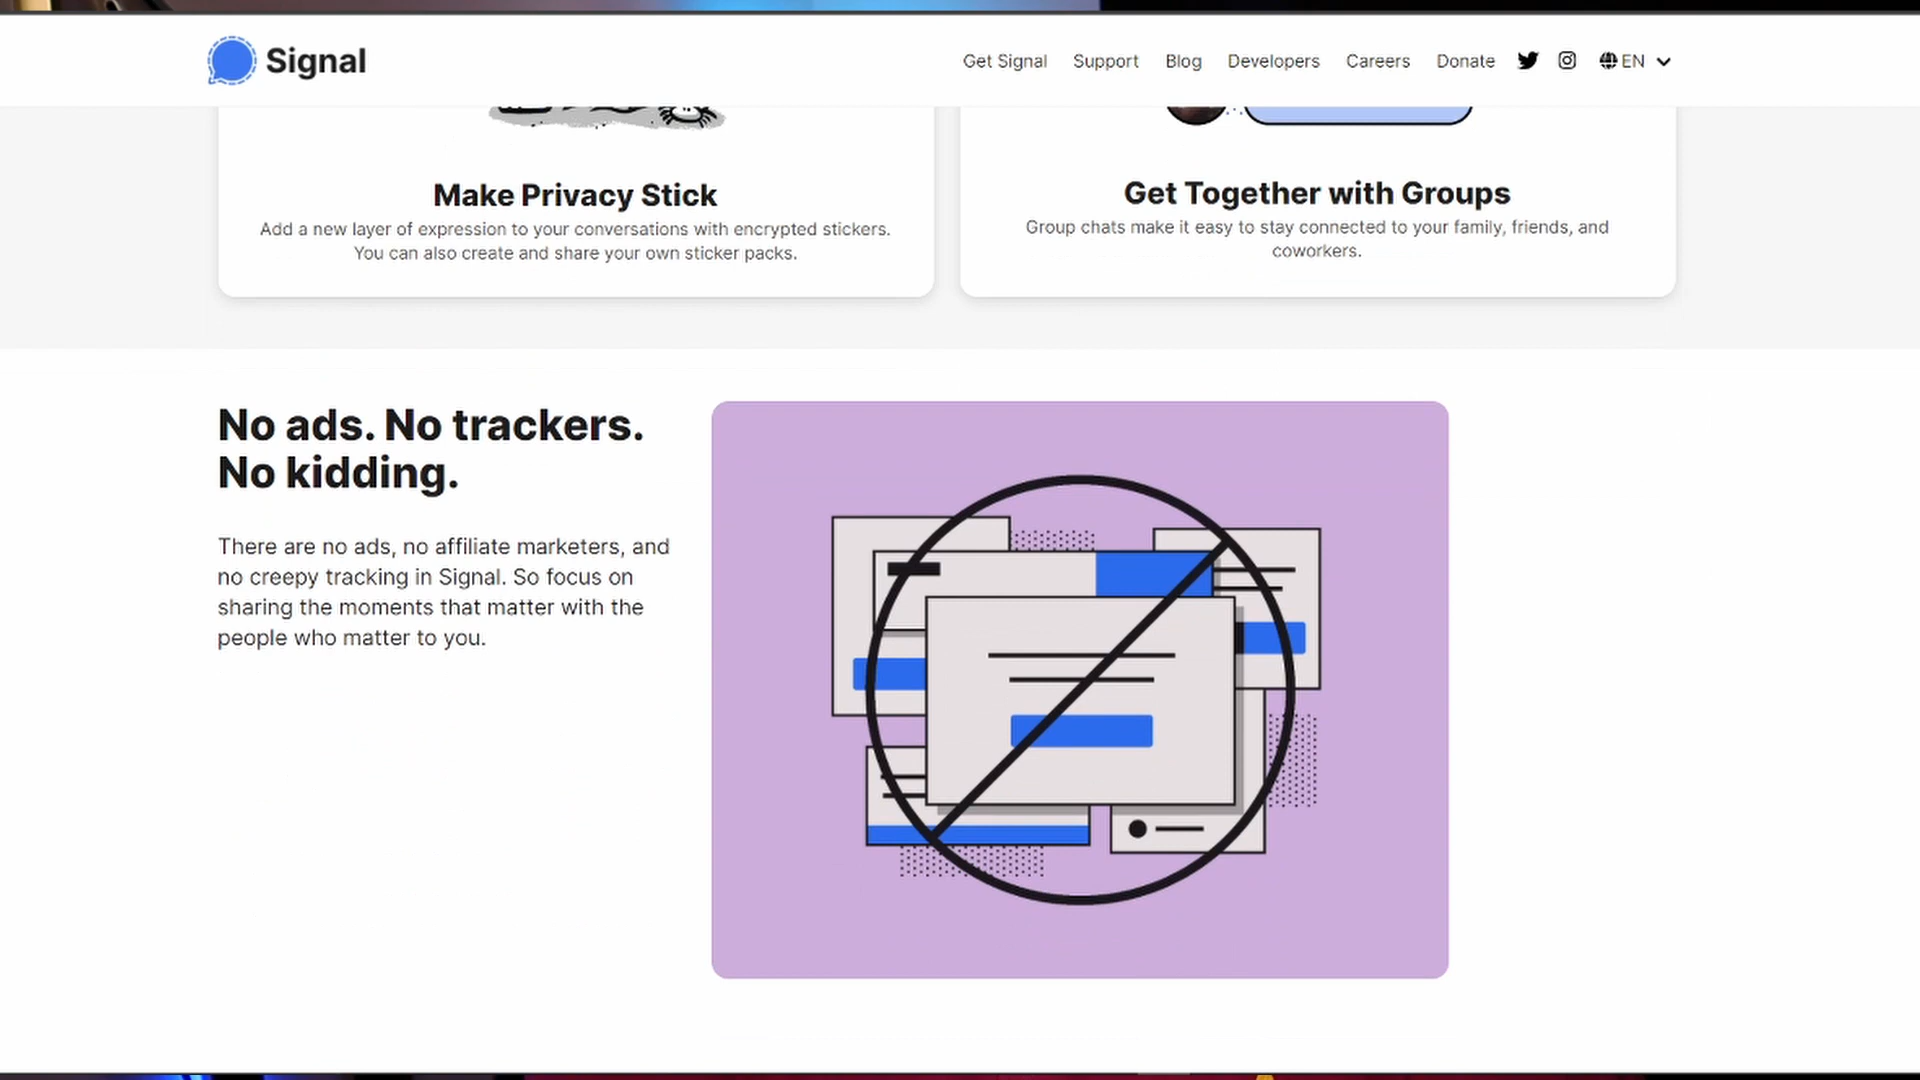 Signal
Get Signal
Support
Blog
Developers
Careers
Donate
EN
Make Privacy Stick
Add a new layer of expression to your conversations with encrypted stickers.
You can also create and share your own sticker packs.
Get Together with Groups
Group chats make it easy to stay connected to your family, friends, and
coworkers.
No ads. No trackers.
No kidding.
There are no ads, no affiliate marketers, and
no creepy tracking in Signal. So focus on
sharing the moments that matter with the
people who matter to you.